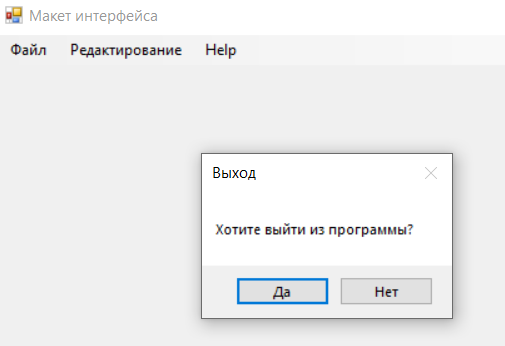 Макет интерфейса
Файл Редактирование Help
Выход
Хотите выйти из программы?
Да Нет